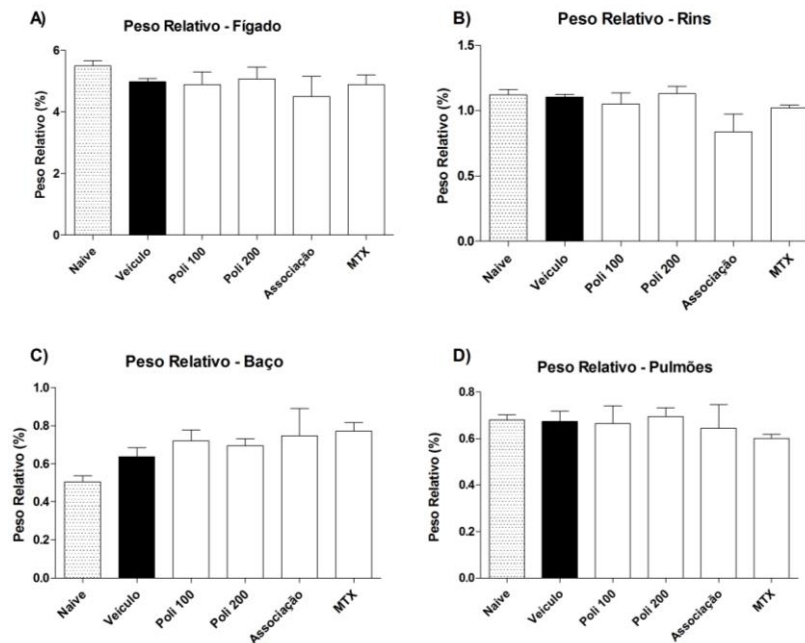 A)
Peso Relativo - Fígado
Peso Relativo (%)
6
4
2
0
Naive
Veículo
Poli 100
Poli 200
Associação
MTX
B)
Peso Relativo - Rins
Peso Relativo (%)
1.5
1.0
0.5
0.0
Naive
Veículo
Poli 100
Poli 200
Associação
MTX
C)
Peso Relativo - Baço
Peso Relativo (%)
1.0
0.8
0.6
0.4
0.2
0.0
Naive
Veículo
Poli 100
Poli 200
Associação
MTX
D)
Peso Relativo - Pulmões
Peso Relativo (%)
0.8
0.6
0.4
0.2
0.0
Naive
Veículo
Poli 100
Poli 200
Associação
MTX